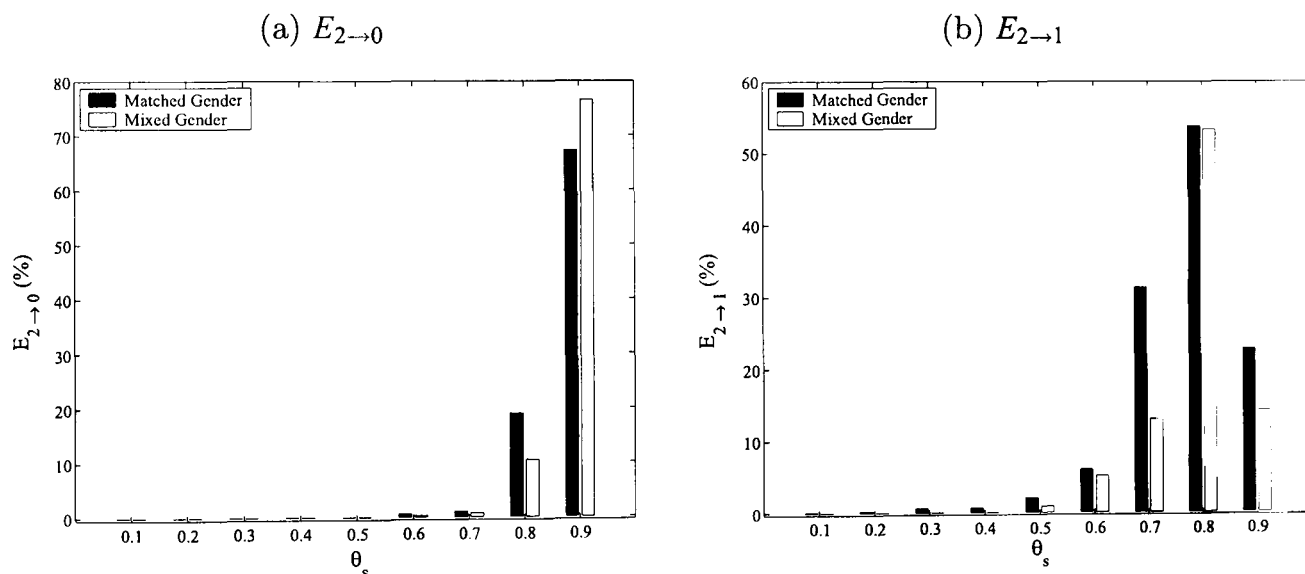 (a) E₂→₀
80
70
60
50
40
30
20
10
0
E₂→₀ (%)
Matched Gender
Mixed Gender
0.1 0.2 0.3 0.4 0.5 0.6 0.7 0.8 0.9
θₛ
(b) E₂→₁
60
50
40
30
20
10
0
E₂→₁ (%)
Matched Gender
Mixed Gender
0.1 0.2 0.3 0.4 0.5 0.6 0.7 0.8 0.9
θₛ